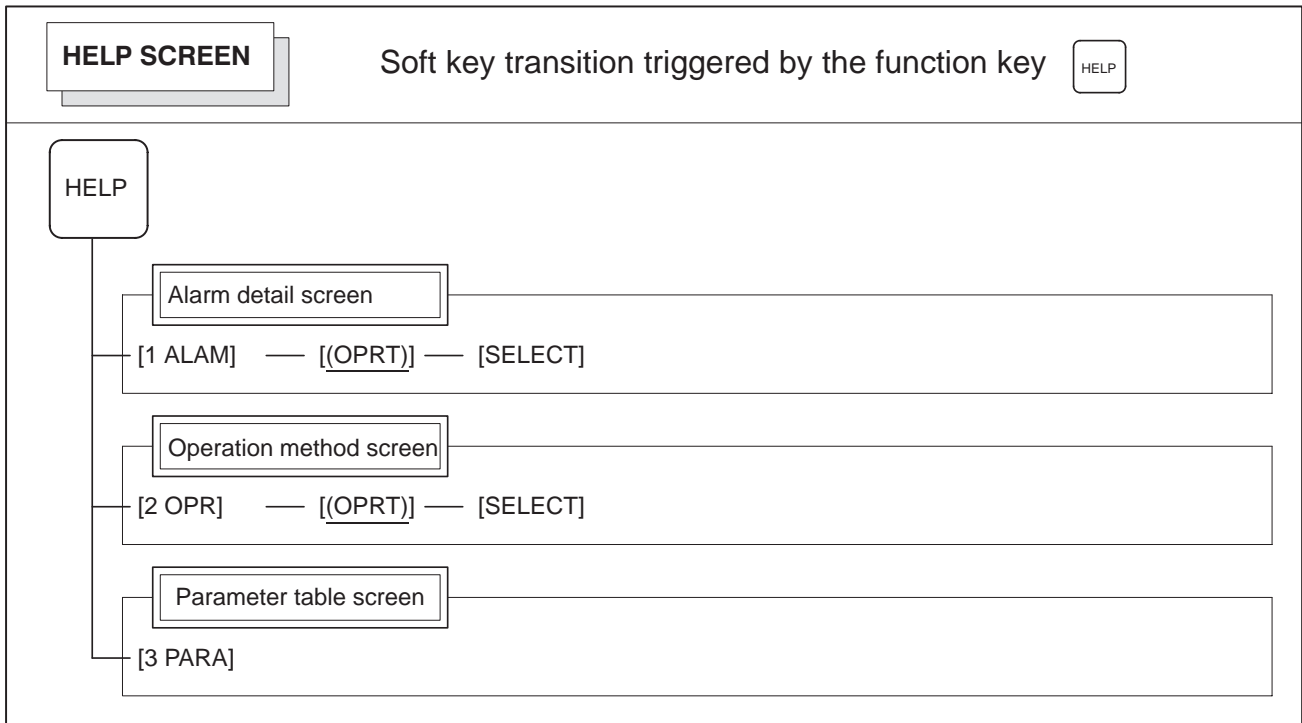 HELP SCREEN
Soft key transition triggered by the function key HELP
HELP
Alarm detail screen
[1 ALAM] [(OPRT)] [SELECT]
Operation method screen
[2 OPR] [(OPRT)] [SELECT]
Parameter table screen
[3 PARA]